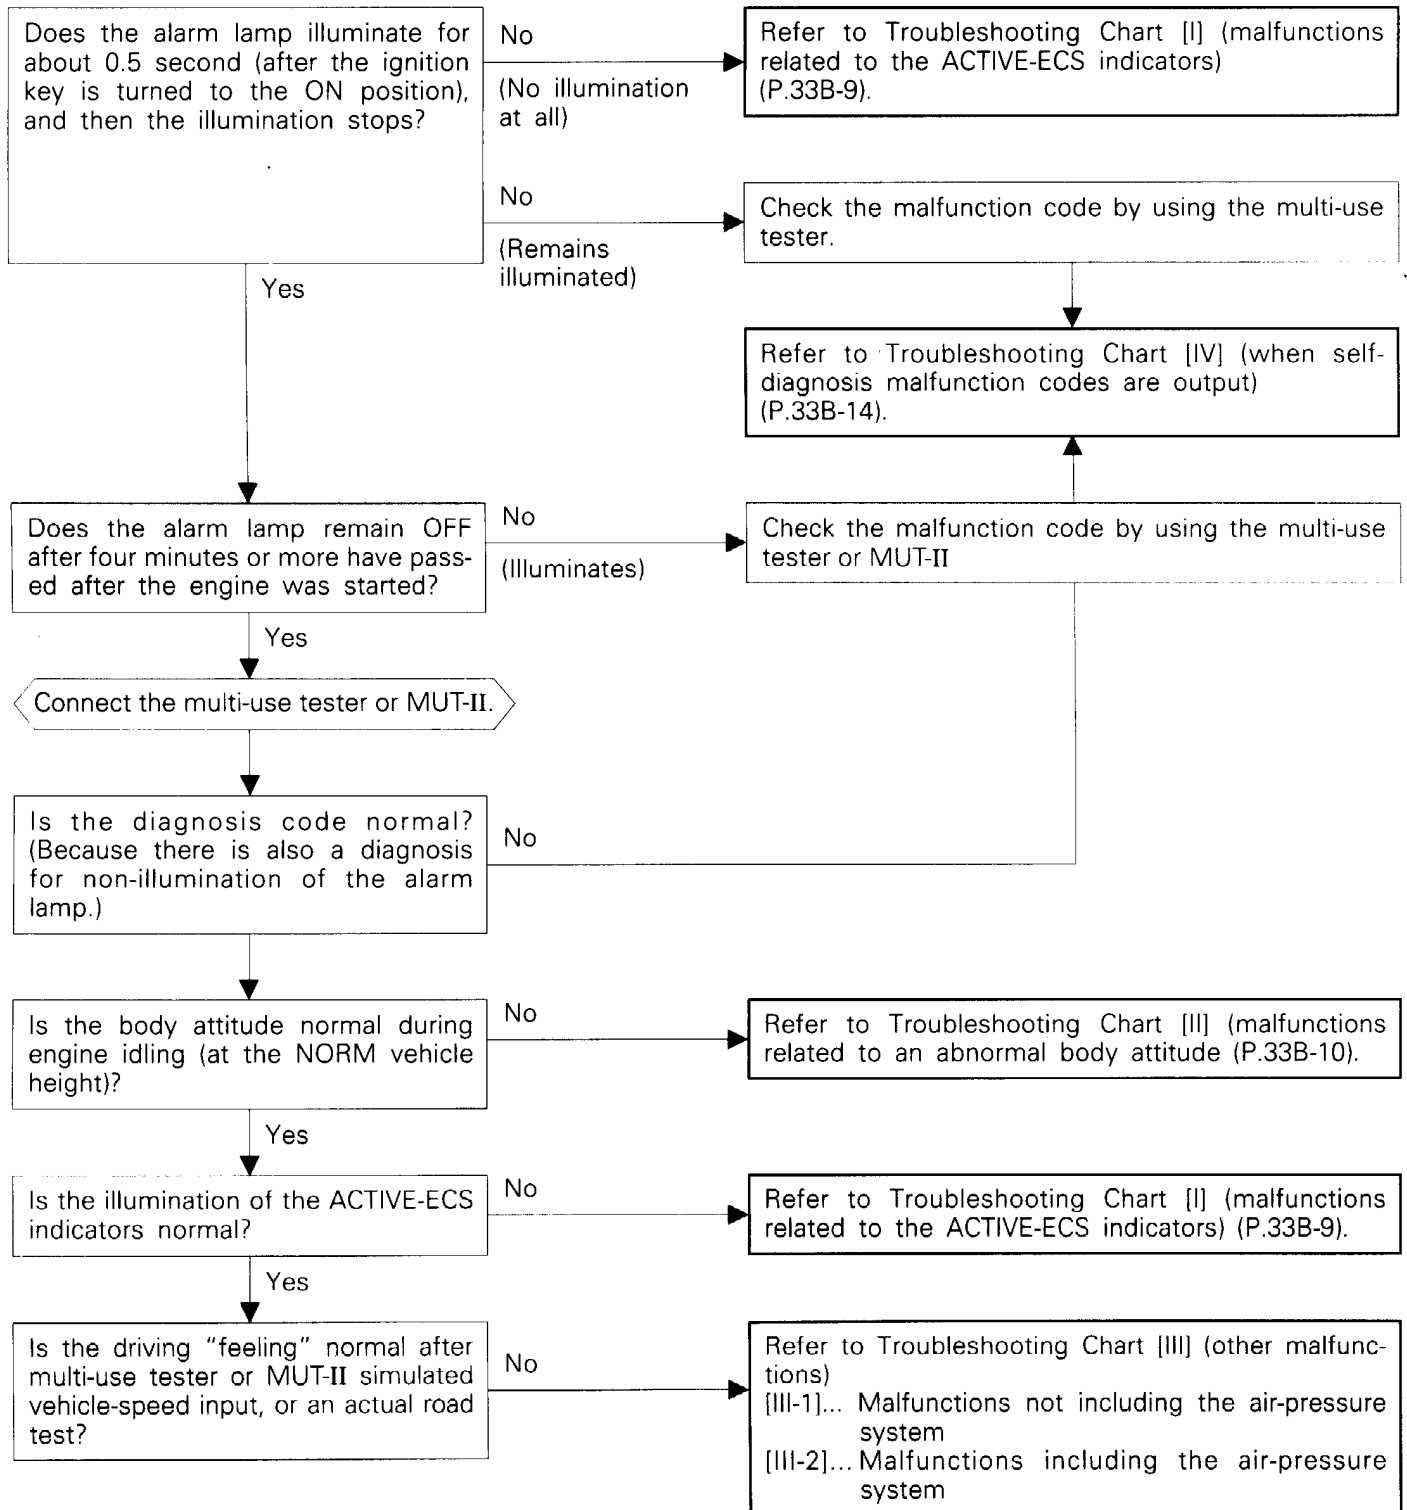 Does the alarm lamp illuminate for
about 0.5 second (after the ignition
key is turned to the ON position),
and then the illumination stops?
No
(No illumination
at all)
Refer to Troubleshooting Chart [I] (malfunctions
related to the ACTIVE-ECS indicators)
(P.33B-9).
No
(Remains
illuminated)
Check the malfunction code by using the multi-use
tester.
Yes
Refer to Troubleshooting Chart [IV] (when self-
diagnosis malfunction codes are output)
(P.33B-14).
Does the alarm lamp remain OFF
after four minutes or more have pass-
ed after the engine was started?
No
(Illuminates)
Check the malfunction code by using the multi-use
tester or MUT-II
Yes
Connect the multi-use tester or MUT-II.
Is the diagnosis code normal?
(Because there is also a diagnosis
for non-illumination of the alarm
lamp.)
No
Is the body attitude normal during
engine idling (at the NORM vehicle
height)?
No
Refer to Troubleshooting Chart [II] (malfunctions
related to an abnormal body attitude (P.33B-10).
Yes
Is the illumination of the ACTIVE-ECS
indicators normal?
No
Refer to Troubleshooting Chart [I] (malfunctions
related to the ACTIVE-ECS indicators) (P.33B-9).
Yes
Is the driving "feeling" normal after
multi-use tester or MUT-II simulated
vehicle-speed input, or an actual road
test?
No
Refer to Troubleshooting Chart [III] (other malfunc-
tions)
[III-1]... Malfunctions not including the air-pressure
system
[III-2]... Malfunctions including the air-pressure
system